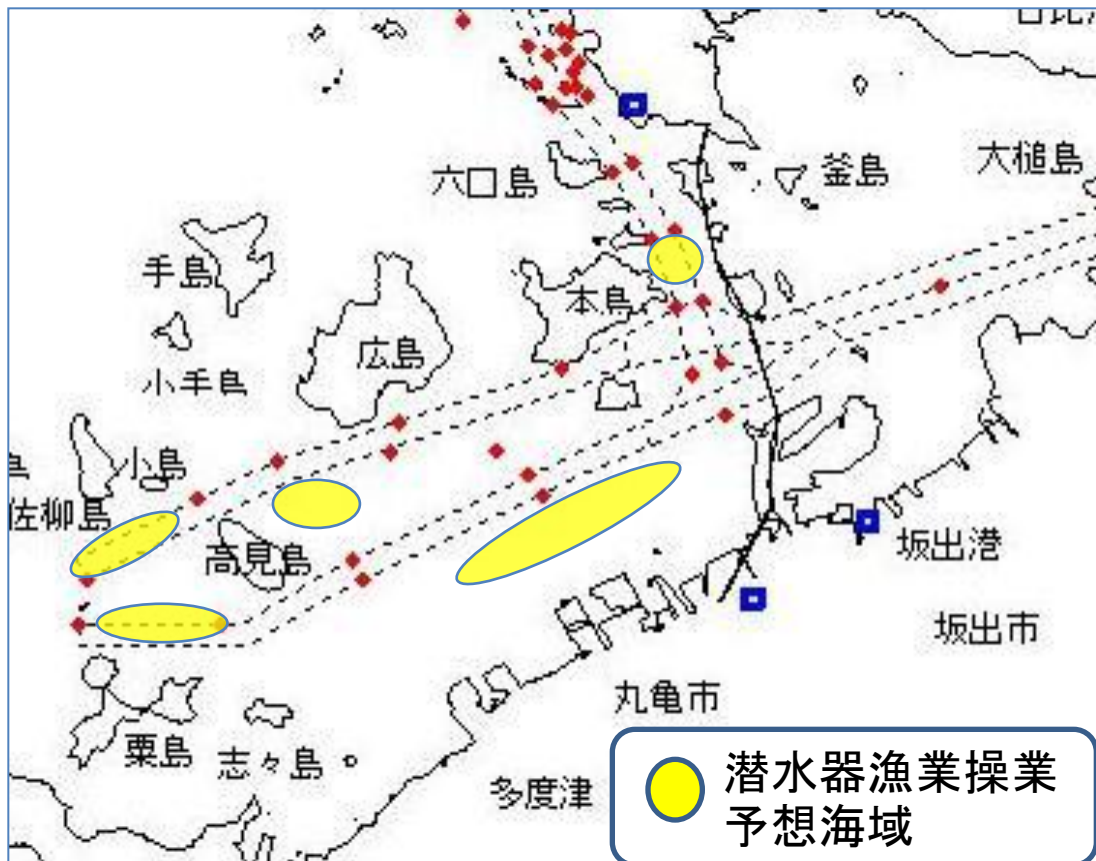 六口島
釜島
大槌島
手島
本島
広島
小手島
小島
佐柳島
高見島
坂出港
坂出市
丸亀市
粟島
志々島
多度津
潜水器漁業操業
予想海域